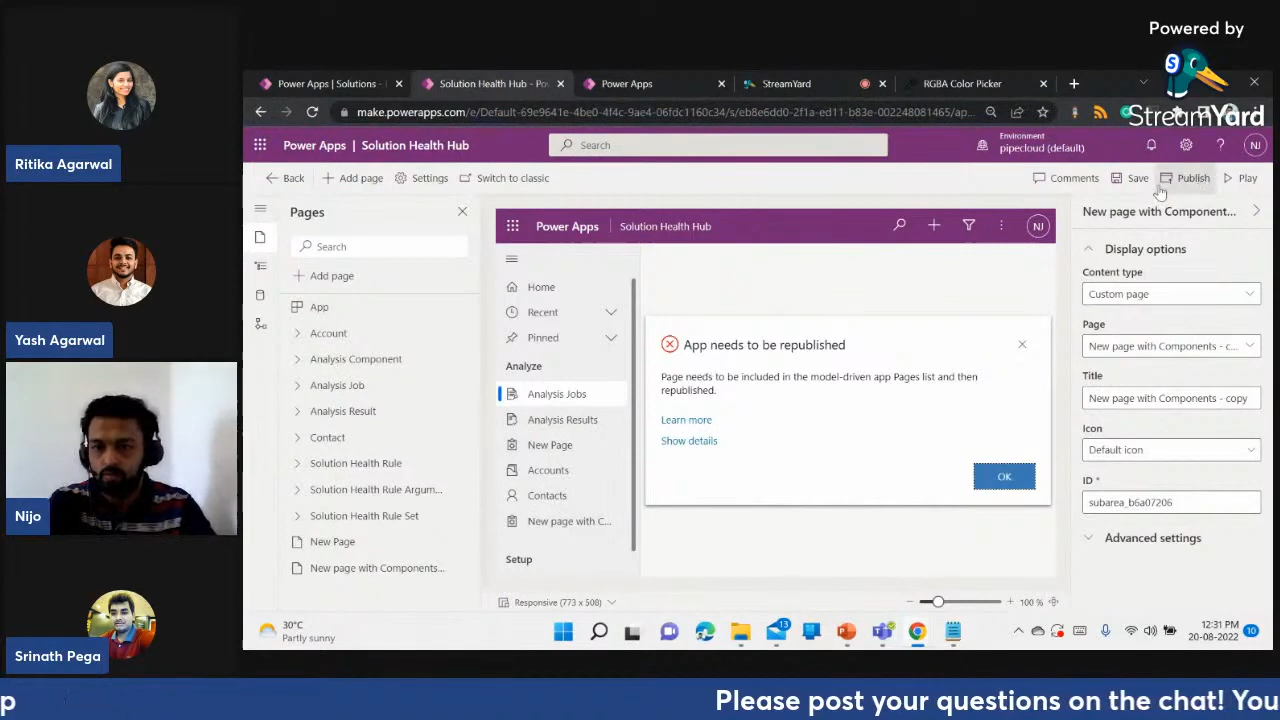 Powered by
StreamYard
Ritika Agarwal
Yash Agarwal
Nijo
Srinath Pega
Power Apps | Solutions -
Solution Health Hub - Po
Power Apps
StreamYard
RGBA Color Picker
make.powerapps.com/e/Default-69e9641e-4be0-4f4c-9ae4-06fdc1160c34/s/eb8e6dd0-2f1a-ed11-b83e-002248081465/ap...
Power Apps | Solution Health Hub
Search
Environment
pipecloud (default)
NJ
Back
Add page
Settings
Switch to classic
Comments
Save
Publish
Play
Pages
Search
Add page
App
Account
Analysis Component
Analysis Job
Analysis Result
Contact
Solution Health Rule
Solution Health Rule Argum...
Solution Health Rule Set
New Page
New page with Components...
Power Apps
Solution Health Hub
NJ
Home
Recent
Pinned
Analyze
Analysis Jobs
Analysis Results
New Page
Accounts
Contacts
New page with C...
Setup
App needs to be republished
Page needs to be included in the model-driven app Pages list and then
republished.
Learn more
Show details
OK
Responsive (773 x 508)
100 %
New page with Component...
Display options
Content type
Custom page
Page
New page with Components - c...
Title
New page with Components - copy
Icon
Default icon
ID *
subarea_b6a07206
Advanced settings
30°C
Partly sunny
13
12:31 PM
20-08-2022
10
p
Please post your questions on the chat! You